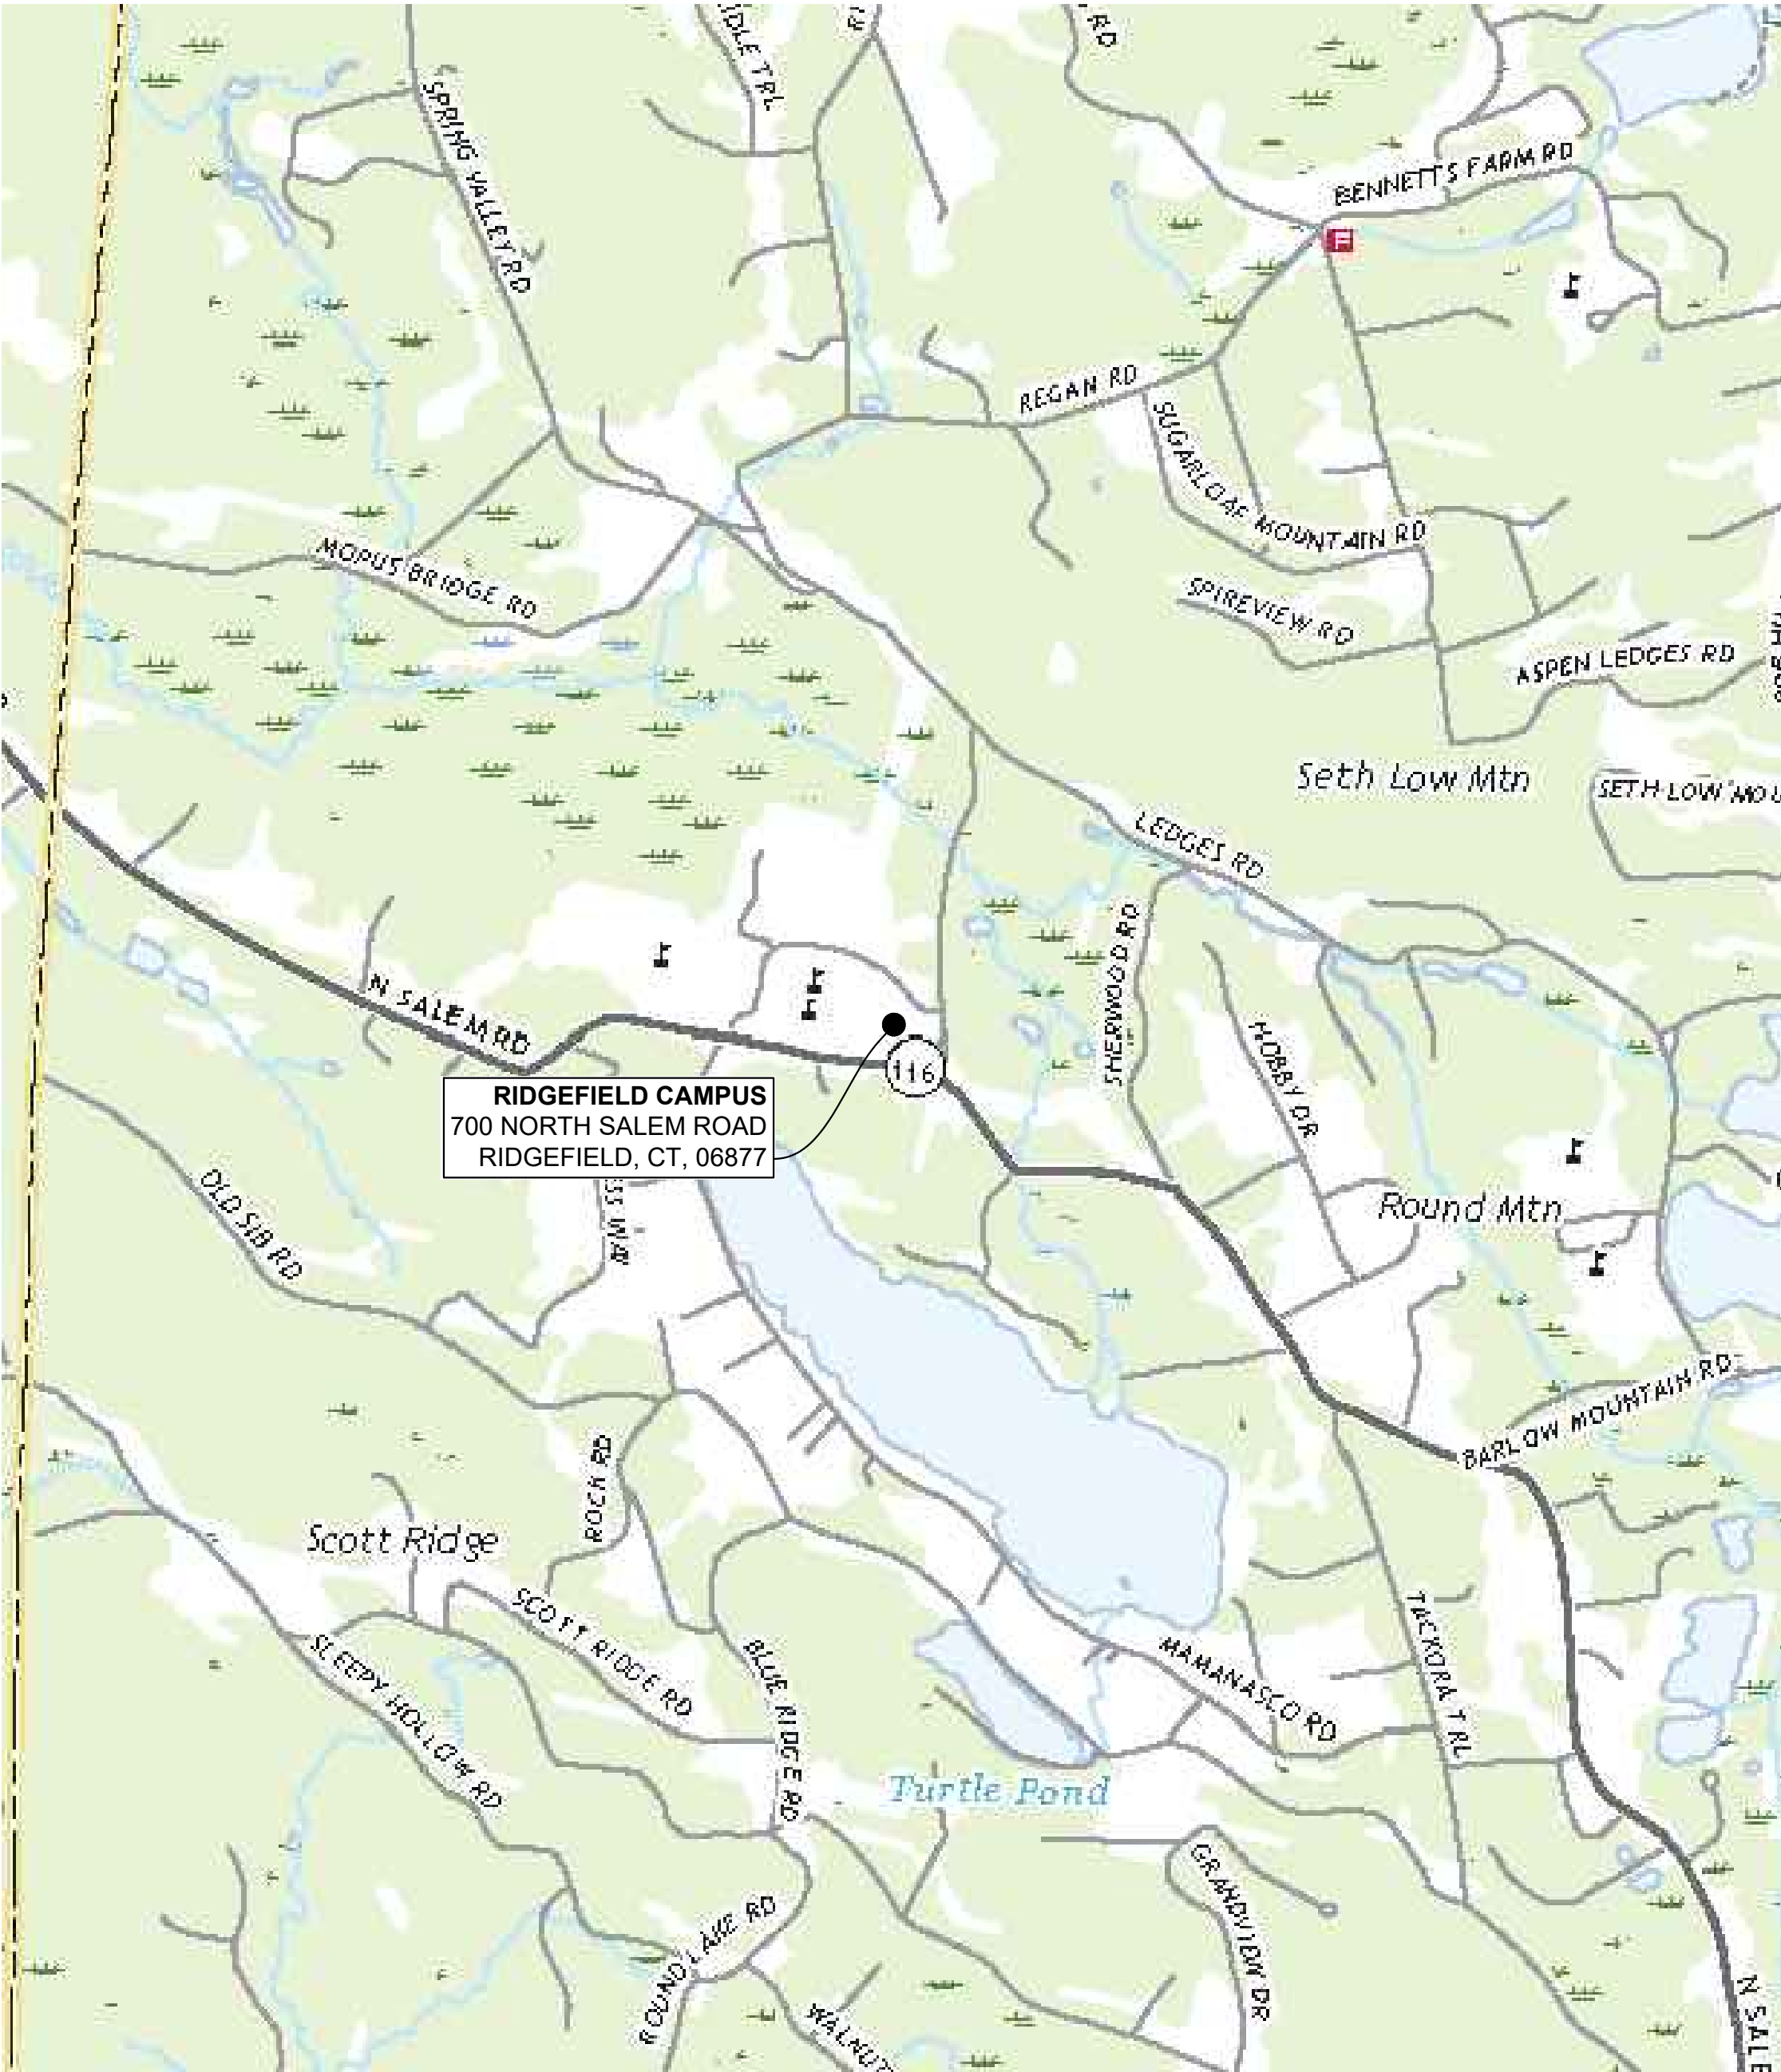 RD
SPRING VALLEY RD
BENNETTS FARM RD
F
REGAN RD
SUGARLOAF MOUNTAIN RD
MOPUS BRIDGE RD
SPIREVIEW RD
ASPEN LEDGES RD
Seth Low Mtn
SETH LOW MOU
LEDGES RD
SHERWOOD RD
N SALEM RD
HOBBY DR
116
RIDGEFIELD CAMPUS
700 NORTH SALEM ROAD
RIDGEFIELD, CT, 06877
OLD SIB RD
Round Mtn
BARLOW MOUNTAIN RD
ROCK RD
Scott Ridge
SCOTT RIDGE RD
SLEEPY HOLLOW RD
BLUE RIDGE RD
MAMANASCO RD
TACKORA TRL
Turtle Pond
GRANDVIEW DR
ROUND LAKE RD
WALNUT
N SALE